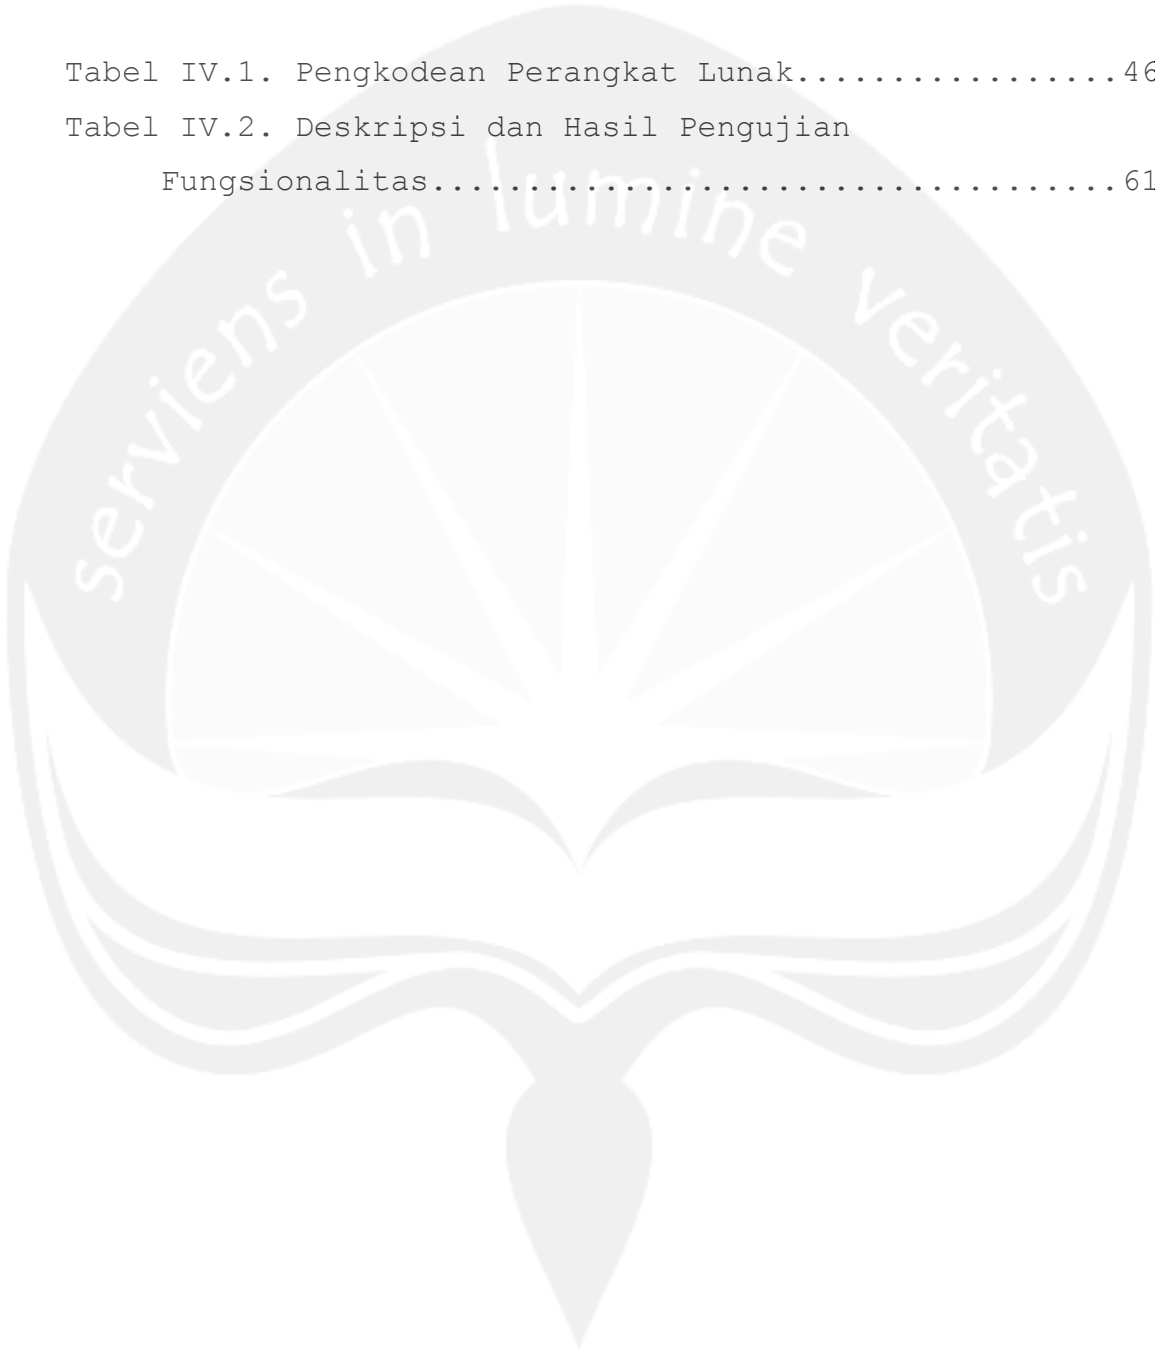 Tabel IV.1. Pengkodean Perangkat Lunak.................46
Tabel IV.2. Deskripsi dan Hasil Pengujian
Fungsionalitas....................................61
serviens in lumine veritatis